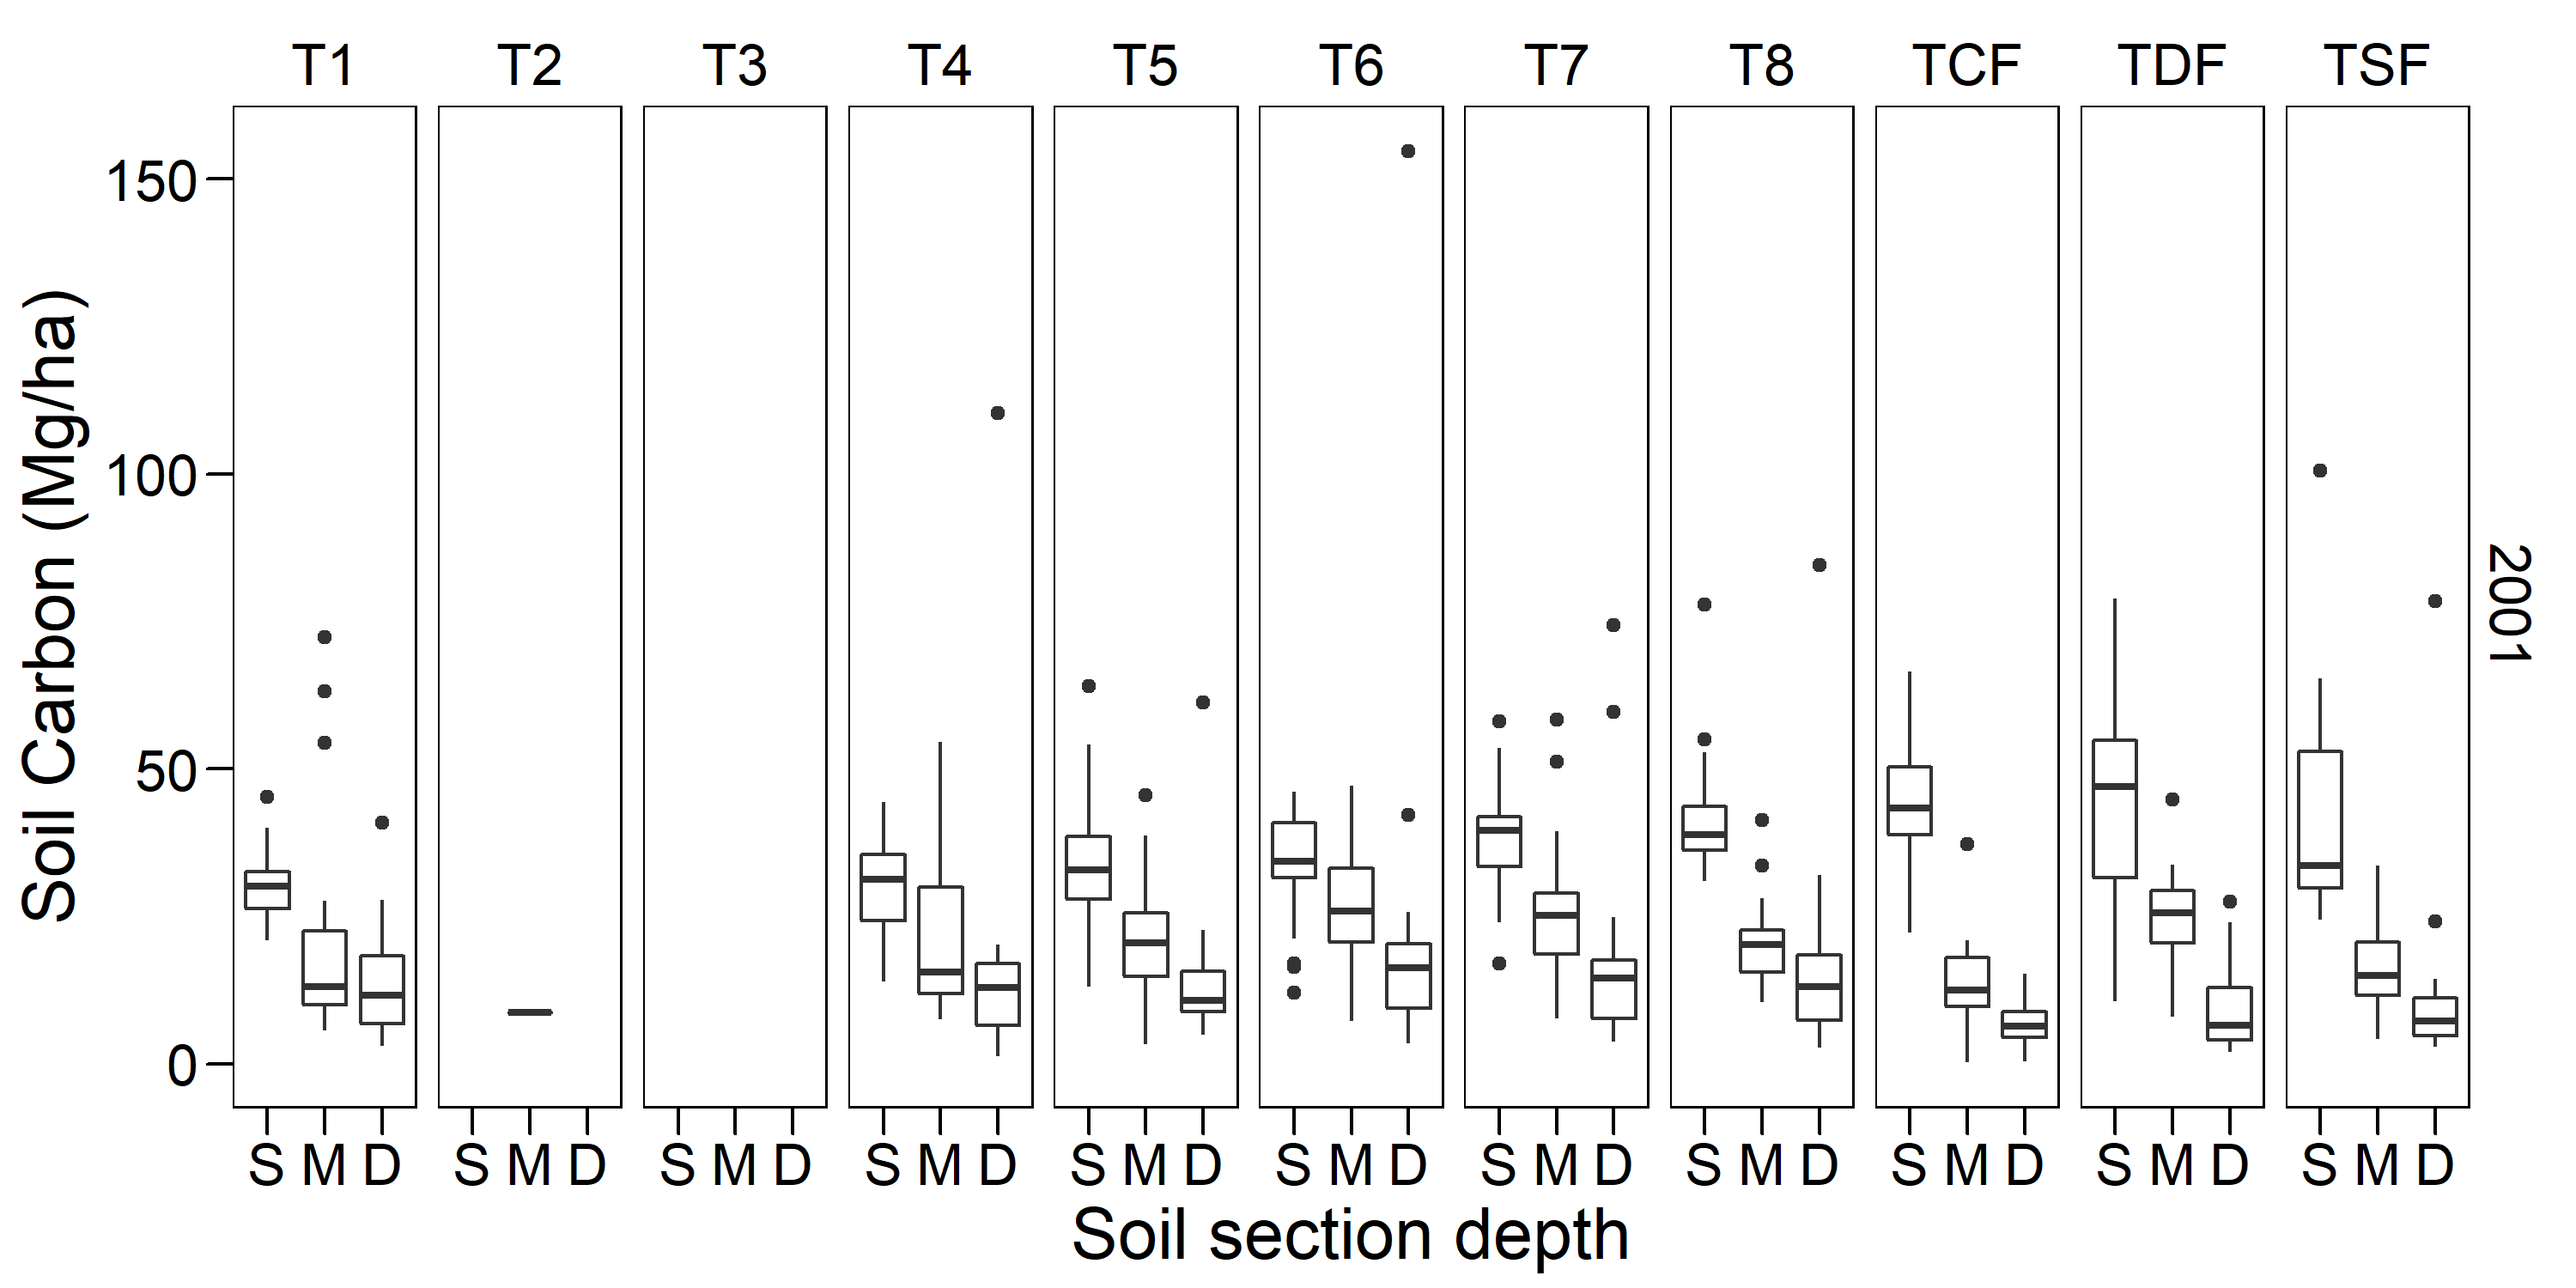 T1 T2 T3 T4 T5 T6 T7 T8 TCF TDF TSF
Soil Carbon (Mg/ha)
150
100
50
0
2001
S M D S M D S M D S M D S M D S M D S M D S M D S M D S M D S M D
Soil section depth